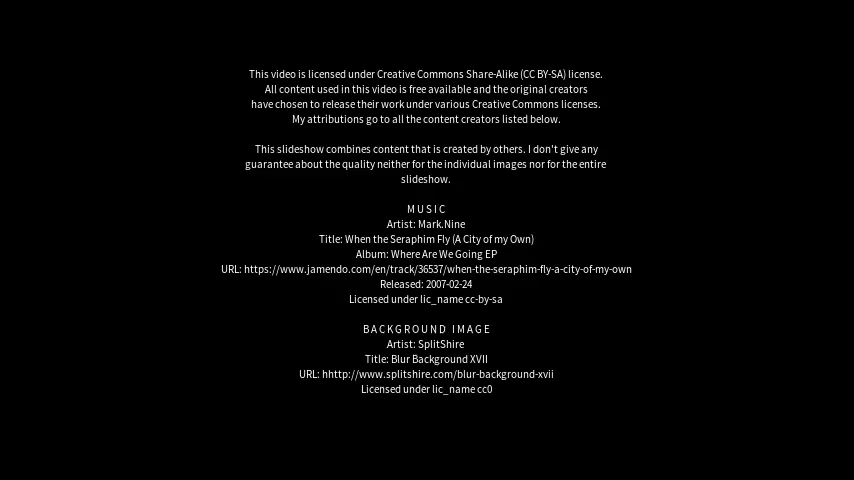 This video is licensed under Creative Commons Share-Alike (CC BY-SA) license.
All content used in this video is free available and the original creators
have chosen to release their work under various Creative Commons licenses.
My attributions go to all the content creators listed below.
This slideshow combines content that is created by others. I don't give any
guarantee about the quality neither for the individual images nor for the entire
slideshow.
MUSIC
Artist: Mark.Nine
Title: When the Seraphim Fly (A City of my Own)
Album: Where Are We Going EP
URL: https://www.jamendo.com/en/track/36537/when-the-seraphim-fly-a-city-of-my-own
Released: 2007-02-24
Licensed under lic_name cc-by-sa
BACKGROUND IMAGE
Artist: SplitShire
Title: Blur Background XVII
URL: hhttp://www.splitshire.com/blur-background-xvii
Licensed under lic_name cc0